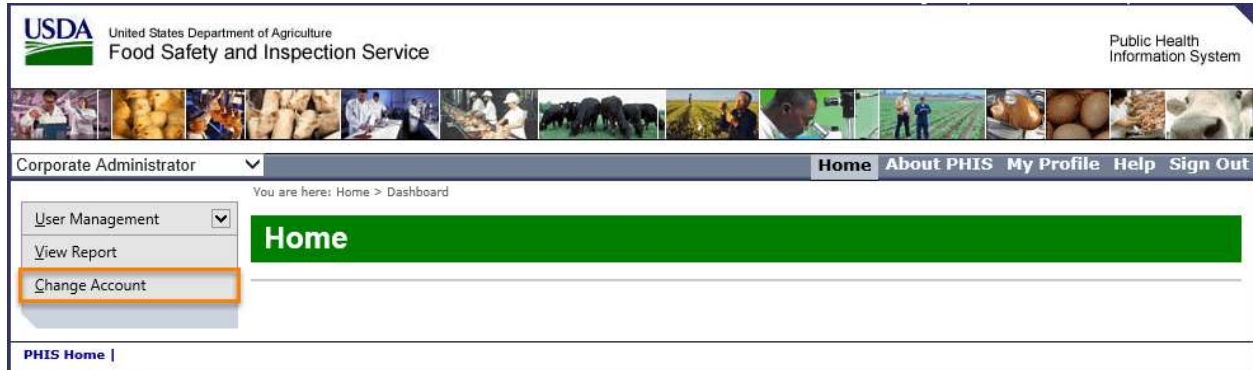 USDA
United States Department of Agriculture
Food Safety and Inspection Service
Public Health
Information System
Corporate Administrator
Home About PHIS My Profile Help Sign Out
You are here: Home > Dashboard
User Management
View Report
Change Account
Home
PHIS Home |